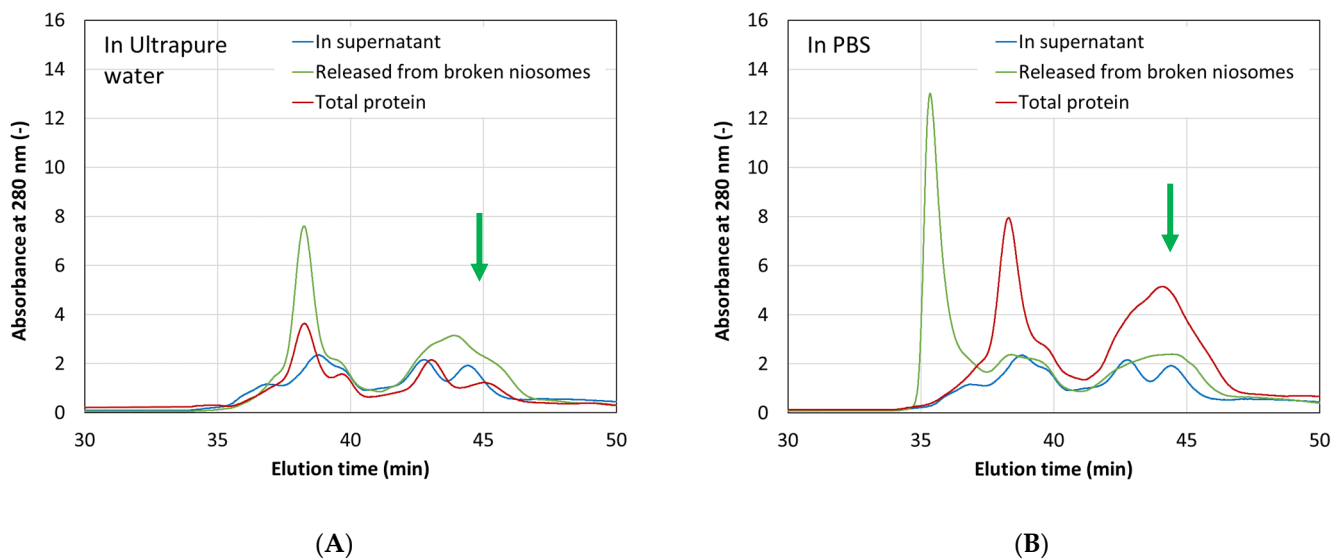 In Ultrapure
water
In supernatant
Released from broken niosomes
Total protein
16
14
12
10
8
6
4
2
0
Absorbance at 280 nm (-)
30
35
40
45
50
Elution time (min)
(A)
In PBS
In supernatant
Released from broken niosomes
Total protein
16
14
12
10
8
6
4
2
0
Absorbance at 280 nm (-)
30
35
40
45
50
Elution time (min)
(B)